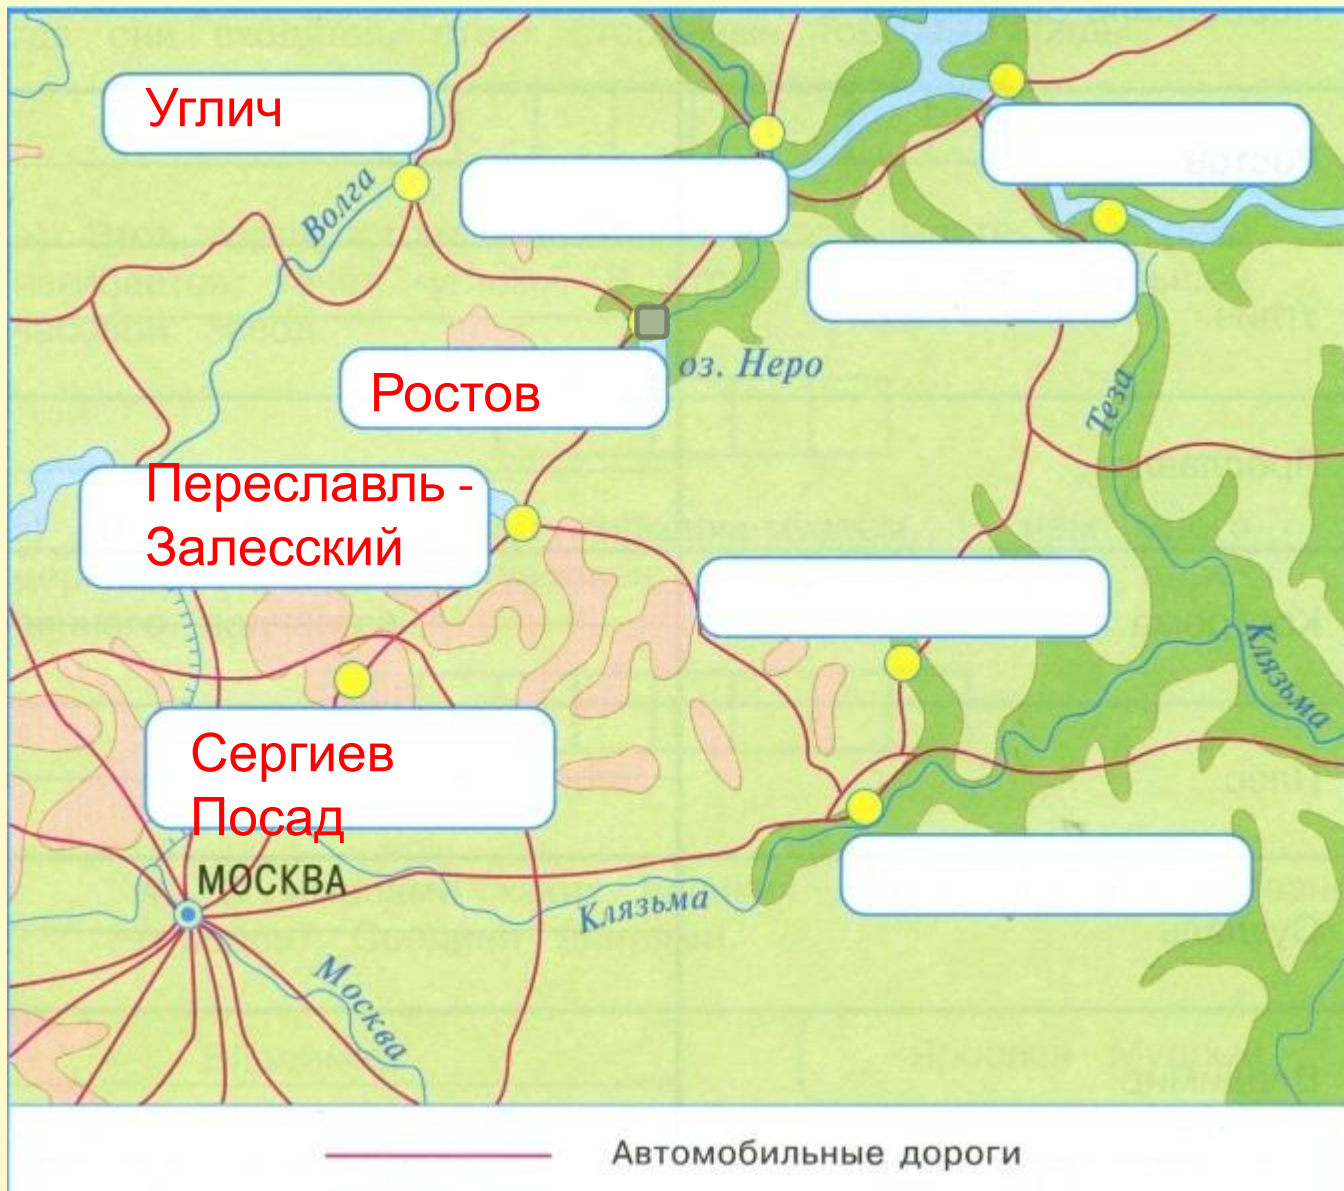 Углич
Волга
оз. Неро
Ростов
Теза
Переславль -
Залесский
Клязьма
Сергиев
Посад
МОСКВА
Клязьма
Москва
Автомобильные дороги